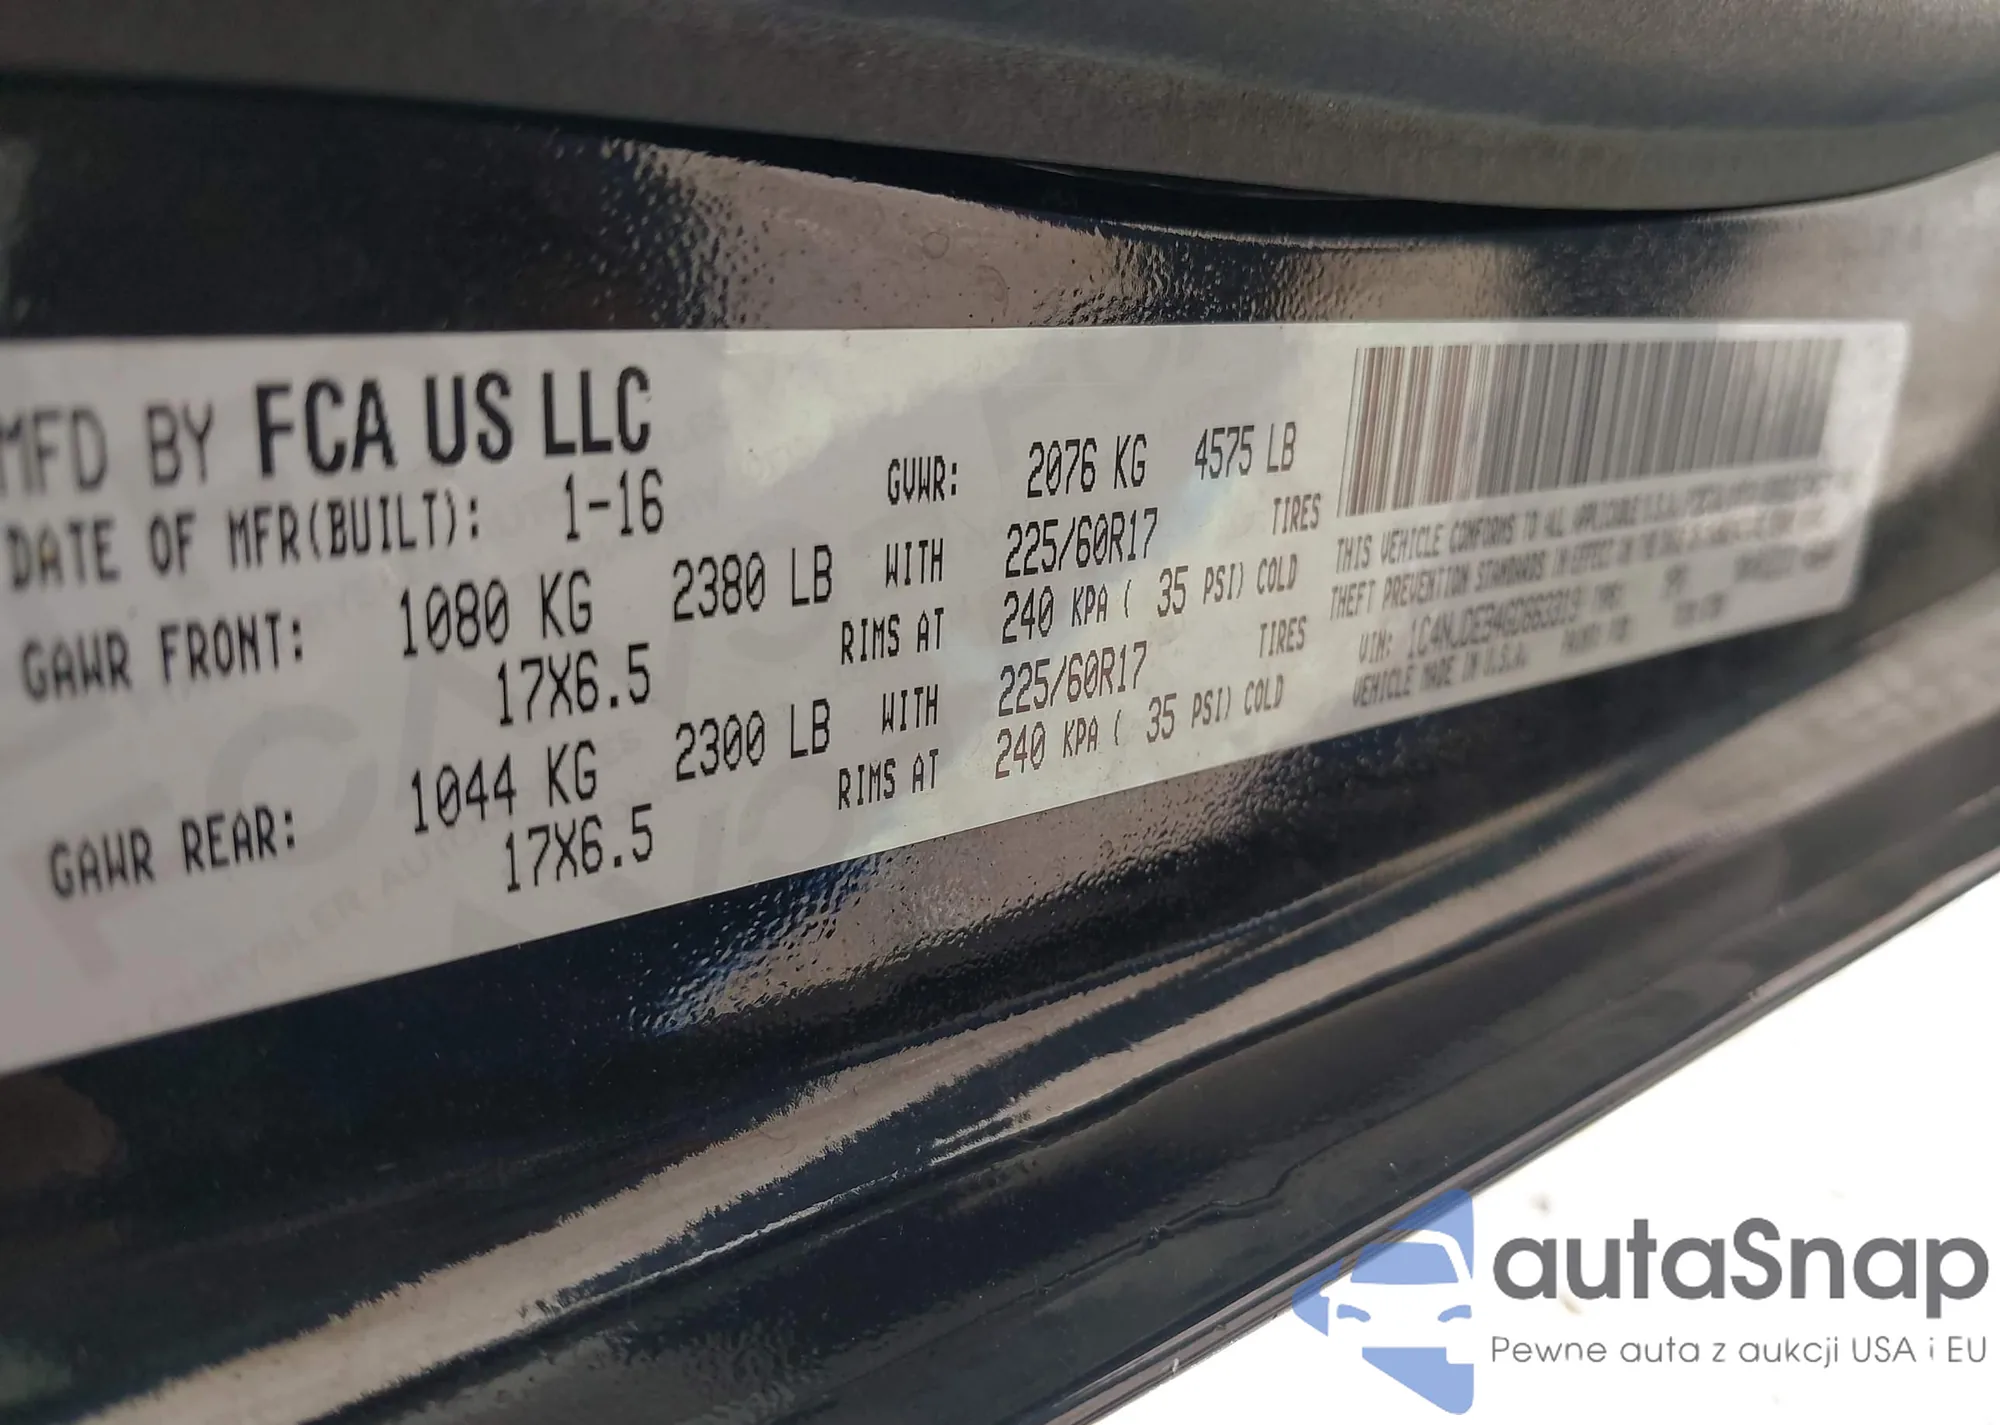 MFD BY FCA US LLC
DATE OF MFR(BUILT): 1-16
GVWR: 2076 KG 4575 LB
GAWR FRONT: 1080 KG 2380 LB WITH 225/60R17 TIRES
17X6.5 RIMS AT 240 KPA ( 35 PSI) COLD
GAWR REAR: 1044 KG 2300 LB WITH 225/60R17 TIRES
17X6.5 RIMS AT 240 KPA ( 35 PSI) COLD
THIS VEHICLE CONFORMS TO ALL APPLICABLE U.S.A.
THEFT PREVENTION STANDARDS IN EFFECT ON THE
VIN:
VEHICLE MADE IN U.S.A.
autaSnap
Pewne auta z aukcji USA i EU